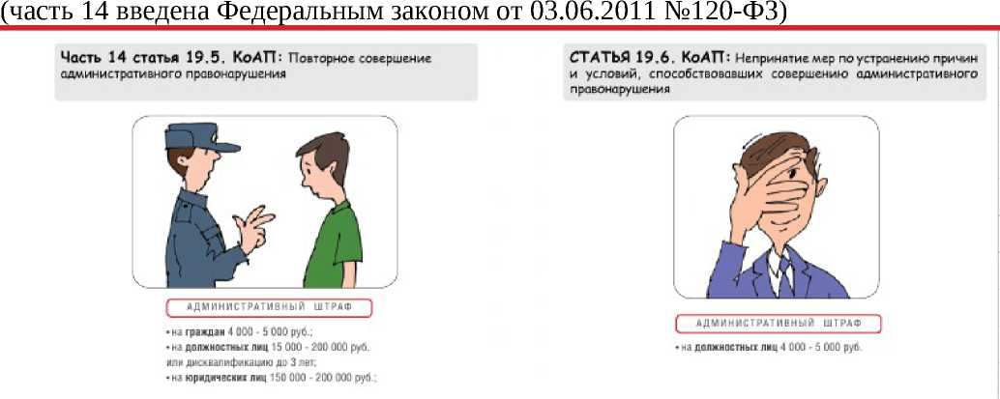 (часть 14 введена Федеральным законом от 03.06.2011 №120-ФЗ)
Часть 14 статья 19.5. КоАП: Повторное совершение
административного правонарушения
СТАТЬЯ 19.6. КоАП: Непринятие мер по устранению причин
и условий, способствовавших совершению административного
правонарушения
АДМИНИСТРАТИВНЫЙ ШТРАФ
• на граждан 4 000 - 5 000 руб.;
• на должностных лиц 15 000 - 200 000 руб.
или дисквалификацию до 3 лет;
• на юридических лиц 150 000 - 200 000 руб.;
АДМИНИСТРАТИВНЫЙ ШТРАФ
• на должностных лиц 4 000 - 5 000 руб.